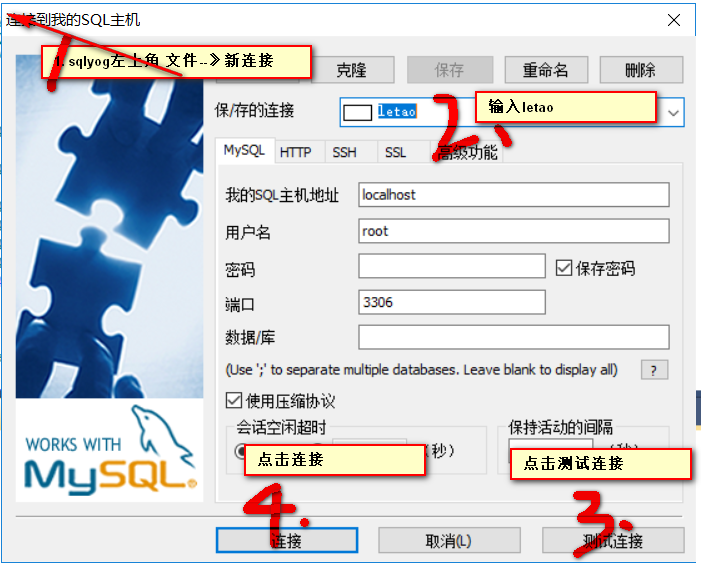 连接到我的SQL主机
1. sqlyog左上角 文件--》新连接
克隆
保存
重命名
删除
保/存的连接
letao
2、
输入letao
MySQL
HTTP
SSH
SSL
高级功能
我的SQL主机地址
localhost
用户名
root
密码
保存密码
端口
3306
数据/库
(Use ';' to separate multiple databases. Leave blank to display all)
?
使用压缩协议
会话空闲超时
(秒)
保持活动的间隔
(秒)
点击连接
点击测试连接
WORKS WITH
MySQL®
4.
3.
连接
取消(L)
测试连接